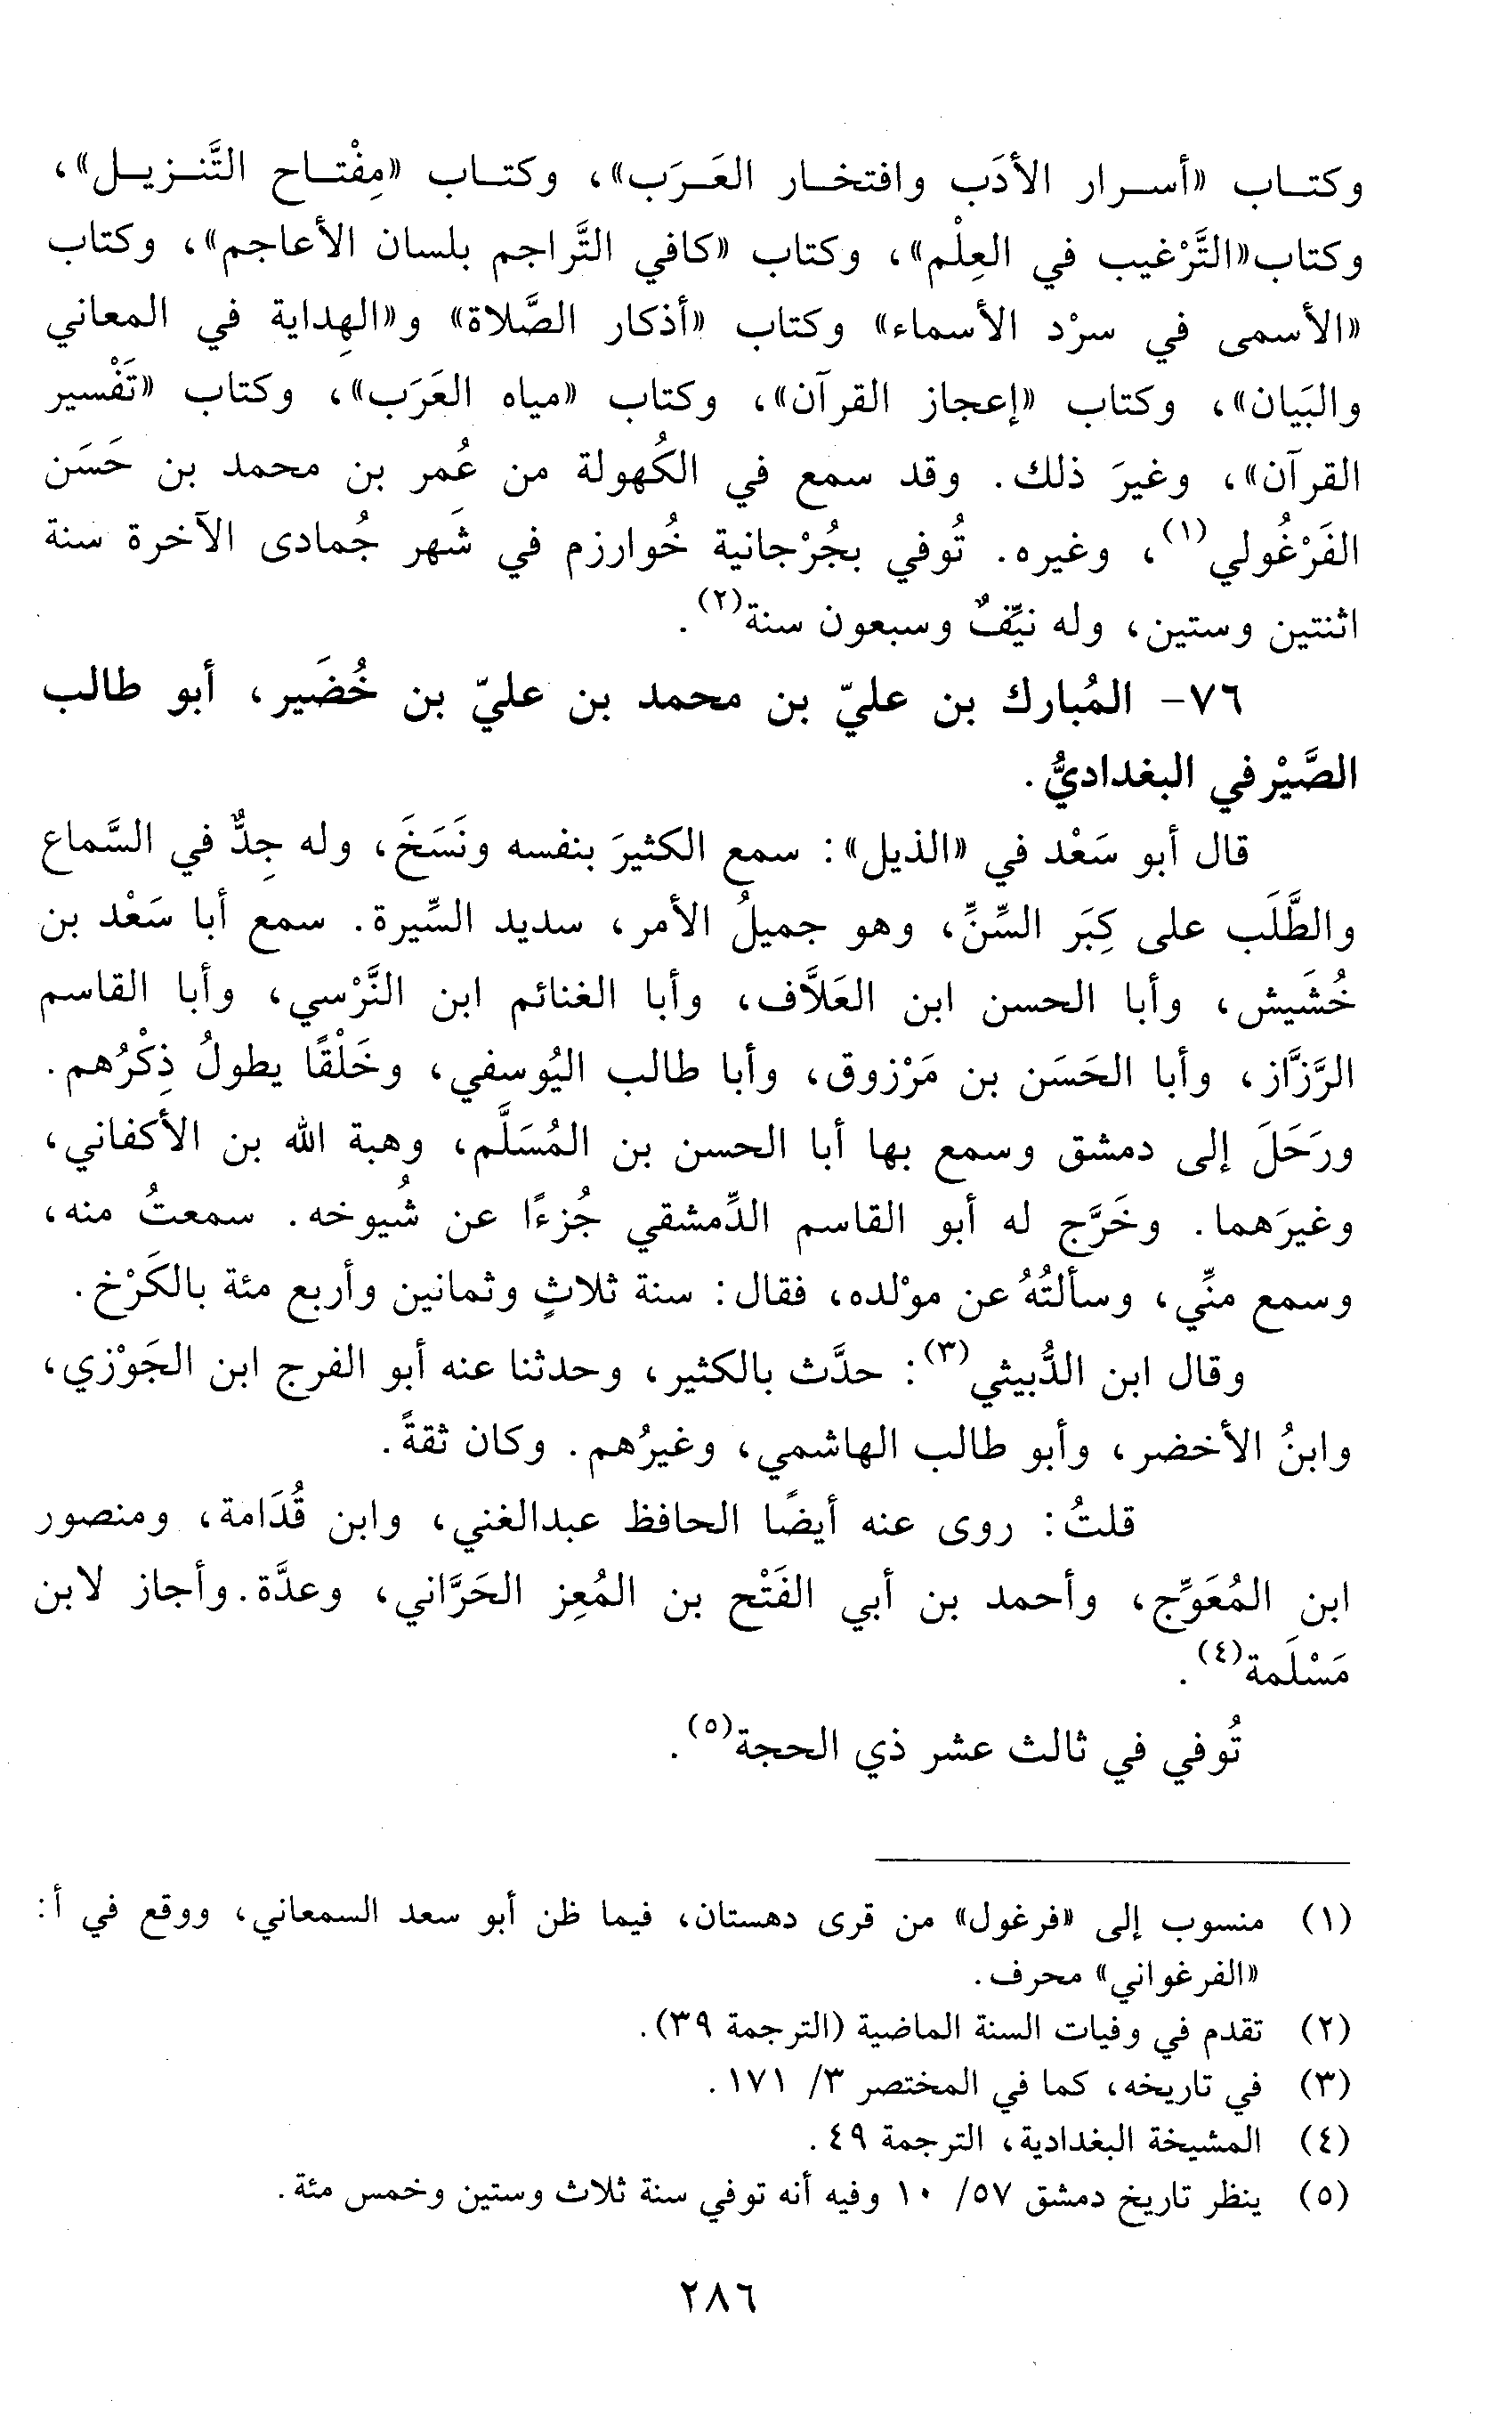 وكتـاب «أسـرار الأدَب وافتخـار العَـرَب»، وكتـاب «مِفْتـاح التَّنـزيـل»،
وكتاب«التَّرْغيب في العِلْم»، وكتاب «كافي التَّراجم بلسان الأعاجم»، وكتاب
«الأسمى في سرْد الأسماء» وكتاب «أذكار الصَّلاة» و«الهِداية في المعاني
والبَيان»، وكتاب «إعجاز القرآن»، وكتاب «مياه العَرَب»، وكتاب «تَفْسير
القرآن»، وغيرَ ذلك. وقد سمع في الكُهولة من عُمر بن محمد بن حَسَن
الفَرْغُولي(١)، وغيره. تُوفي بجُرْجانية خُوارزم في شَهر جُمادى الآخرة سنة
اثنتين وستين، وله نيِّفٌ وسبعون سنة(٢).
٧٦- المُبارك بن عليّ بن محمد بن عليّ بن خُضَير، أبو طالب
الصَّيْرفي البغداديُّ.
قال أبو سَعْد في «الذيل»: سمع الكثيرَ بنفسه ونَسَخَ، وله جِدٌّ في السَّماع
والطَّلَب على كِبَر السِّنِّ، وهو جميلُ الأمر، سديد السِّيرة. سمع أبا سَعْد بن
خُشَيش، وأبا الحسن ابن العَلاَّف، وأبا الغنائم ابن النَّرْسي، وأبا القاسم
الرَّزَّاز، وأبا الحَسَن بن مَرْزوق، وأبا طالب اليُوسفي، وخَلْقًا يطولُ ذِكْرُهم.
ورَحَلَ إلى دمشق وسمع بها أبا الحسن بن المُسَلَّم، وهبة الله بن الأكفاني،
وغيرَهما. وخَرَّج له أبو القاسم الدِّمشقي جُزءًا عن شُيوخه. سمعتُ منه،
وسمع منِّي، وسألتُهُ عن موْلده، فقال: سنة ثلاثٍ وثمانين وأربع مئة بالكَرْخ.
وقال ابن الدُّبيثي(٣): حدَّث بالكثير، وحدثنا عنه أبو الفرج ابن الجَوْزي،
وابنُ الأخضر، وأبو طالب الهاشمي، وغيرُهم. وكان ثقةً.
قلتُ: روى عنه أيضًا الحافظ عبدالغني، وابن قُدَامة، ومنصور
ابن المُعَوِّج، وأحمد بن أبي الفَتْح بن المُعِز الحَرَّاني، وعدَّة.وأجاز لابن
مَسْلَمة(٤).
تُوفي في ثالث عشر ذي الحجة(٥).
(١) منسوب إلى «فرغول» من قرى دهستان، فيما ظن أبو سعد السمعاني، ووقع في أ:
«الفرغواني» محرف.
(٢) تقدم في وفيات السنة الماضية (الترجمة ٣٩).
(٣) في تاريخه، كما في المختصر ٣/ ١٧١.
(٤) المشيخة البغدادية، الترجمة ٤٩.
(٥) ينظر تاريخ دمشق ٥٧/ ١٠ وفيه أنه توفي سنة ثلاث وستين وخمس مئة.
٢٨٦